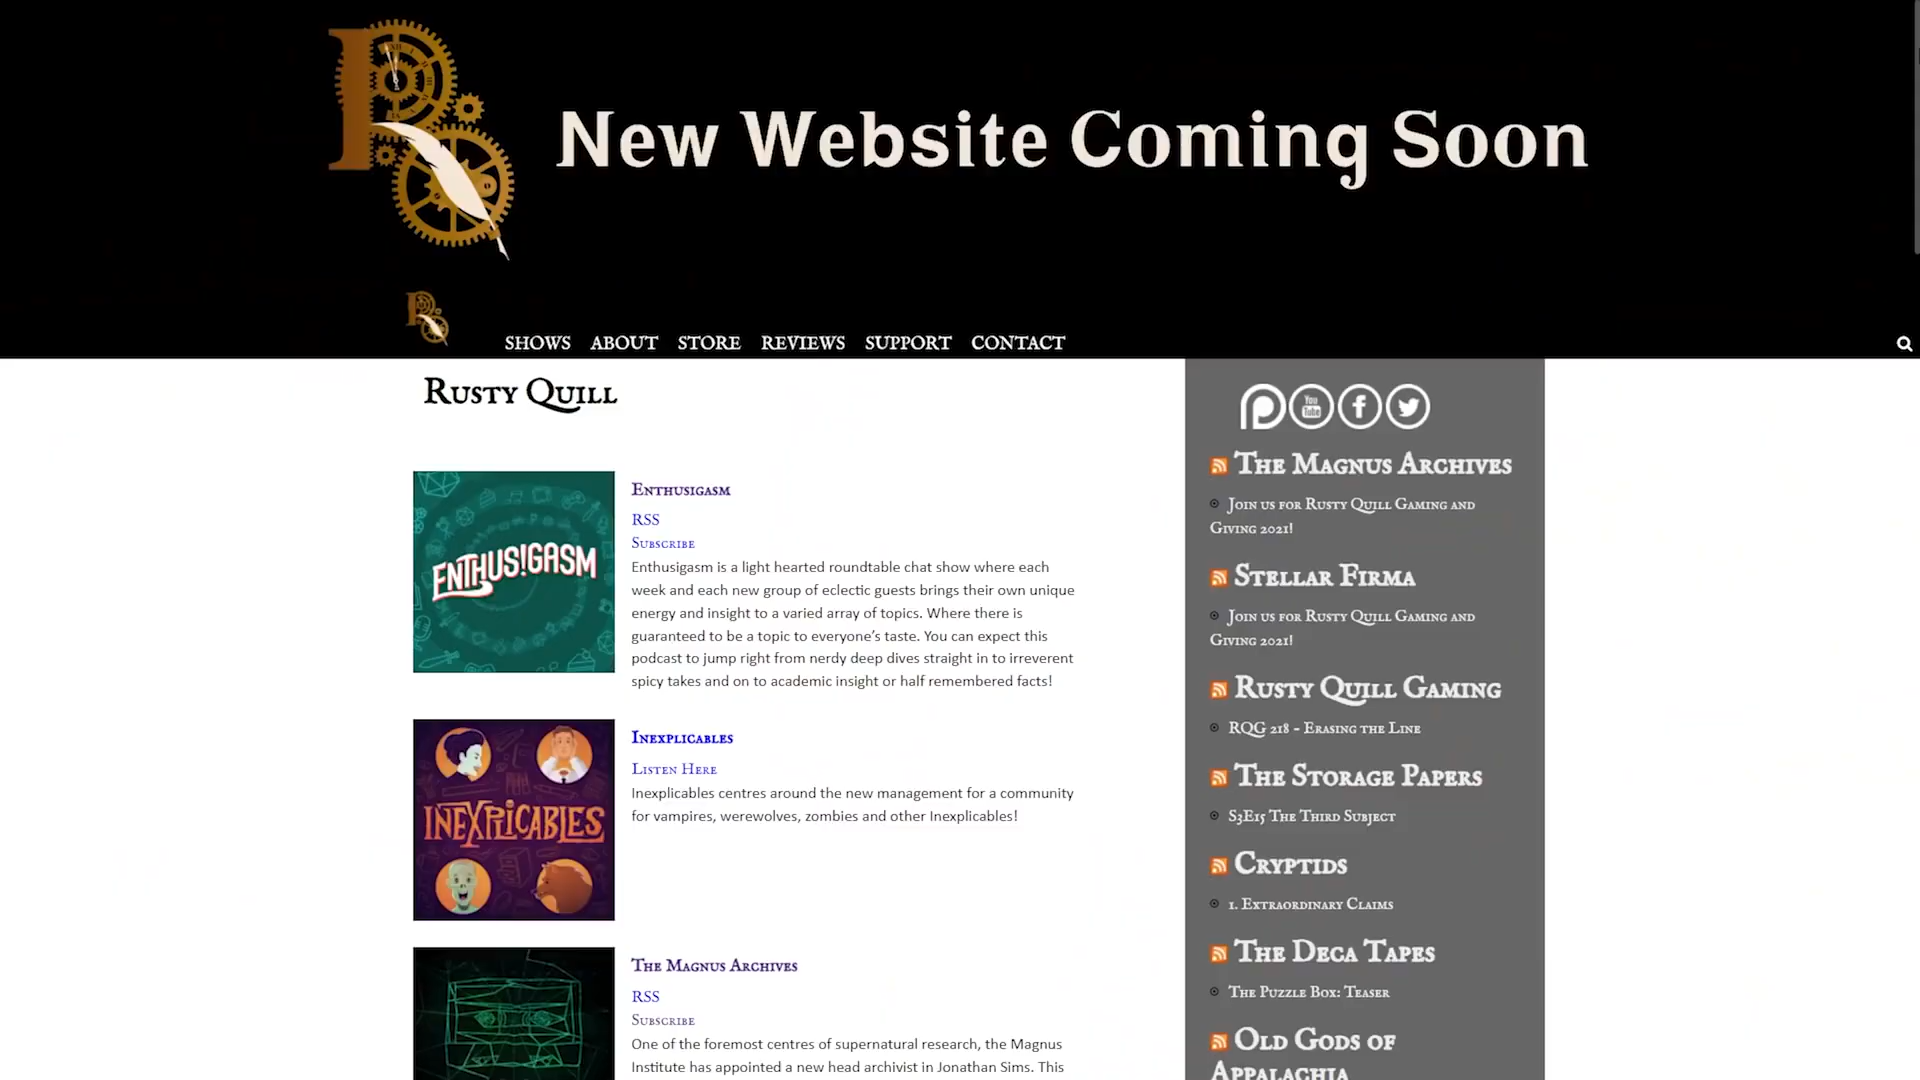 New Website Coming Soon
SHOWS ABOUT STORE REVIEWS SUPPORT CONTACT
Rusty Quill
Enthusigasm
RSS
Subscribe
ENTHUS!GASM
Enthusigasm is a light hearted roundtable chat show where each
week and each new group of eclectic guests brings their own unique
energy and insight to a varied array of topics. Where there is
guaranteed to be a topic to everyone’s taste. You can expect this
podcast to jump right from nerdy deep dives straight in to irreverent
spicy takes and on to academic insight or half remembered facts!
Inexplicables
Listen Here
INEXPLICABLES
Inexplicables centres around the new management for a community
for vampires, werewolves, zombies and other Inexplicables!
The Magnus Archives
RSS
Subscribe
One of the foremost centres of supernatural research, the Magnus
Institute has appointed a new head archivist in Jonathan Sims. This
You
Tube
The Magnus Archives
Join us for Rusty Quill Gaming and
Giving 2021!
Stellar Firma
Join us for Rusty Quill Gaming and
Giving 2021!
Rusty Quill Gaming
RQG 218 – Erasing the Line
The Storage Papers
S3E15 The Third Subject
Cryptids
1. Extraordinary Claims
The Deca Tapes
The Puzzle Box: Teaser
Old Gods of
Appalachia